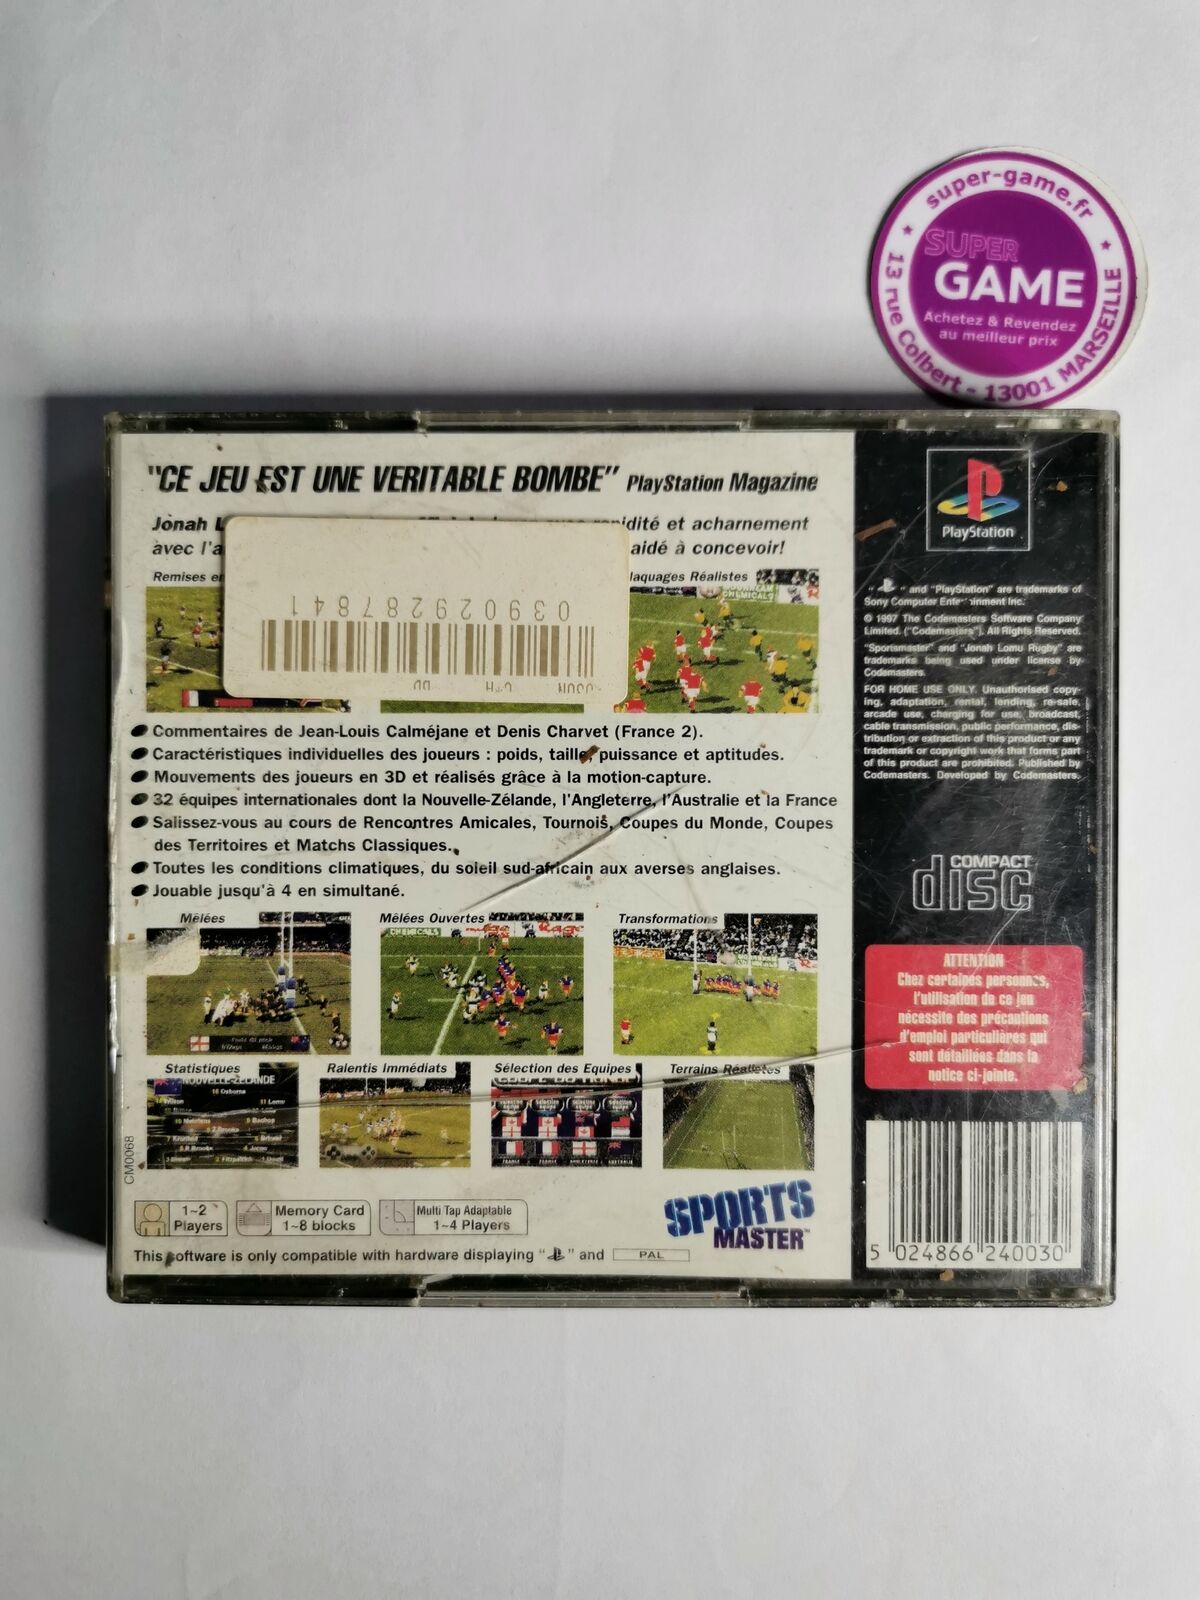 super-game.fr
SUPER
GAME
Achetez & Revendez
au meilleur prix
13 rue Colbert - 13001 MARSEILLE
"CE JEU EST UNE VERITABLE BOMBE" PlayStation Magazine
Jonah
rapidité et acharnement
avec
aidé à concevoir!
Remises
Plaquages Réalistes
CHEMICALS
039029287841
Commentaires de Jean-Louis Calméjane et Denis Charvet (France 2).
Caractéristiques individuelles des joueurs : poids, taille, puissance et aptitudes.
Mouvements des joueurs en 3D et réalisés grâce à la motion-capture.
32 équipes internationales dont la Nouvelle-Zélande, l'Angleterre, l'Australie et la France
Salissez-vous au cours de Rencontres Amicales, Tournois, Coupes du Monde, Coupes
des Territoires et Matchs Classiques.
Toutes les conditions climatiques, du soleil sud-africain aux averses anglaises.
Jouable jusqu'à 4 en simultané.
Mêlées
Mêlées Ouvertes
Transformations
CHEMICALS
Rage
Statistiques
Ralentis Immédiats
Sélection des Equipes
Terrains Réalistes
NOUVELLE-ZELANDE
CM0068
1~2
Players
Memory Card
1~8 blocks
Multi Tap Adaptable
1~4 Players
SPORTS
MASTER™
This software is only compatible with hardware displaying " " and PAL
PlayStation
" " and "PlayStation" are trademarks of
Sony Computer Entertainment Inc.
© 1997 The Codemasters Software Company
Limited. ("Codemasters"). All Rights Reserved.
"Sportsmaster" and "Jonah Lomu Rugby" are
trademarks being used under license by
Codemasters.
FOR HOME USE ONLY. Unauthorised copy-
ing, adaptation, rental, lending, re-sale,
arcade use, charging for use, broadcast,
cable transmission, public performance, dis-
tribution or extraction of this product or any
trademark or copyright work that forms part
of this product are prohibited. Published by
Codemasters. Developed by Codemasters.
COMPACT
disc
ATTENTION
Chez certaines personnes,
l'utilisation de ce jeu
nécessite des précautions
d'emploi particulières qui
sont détaillées dans la
notice ci-jointe.
5 024866 240030